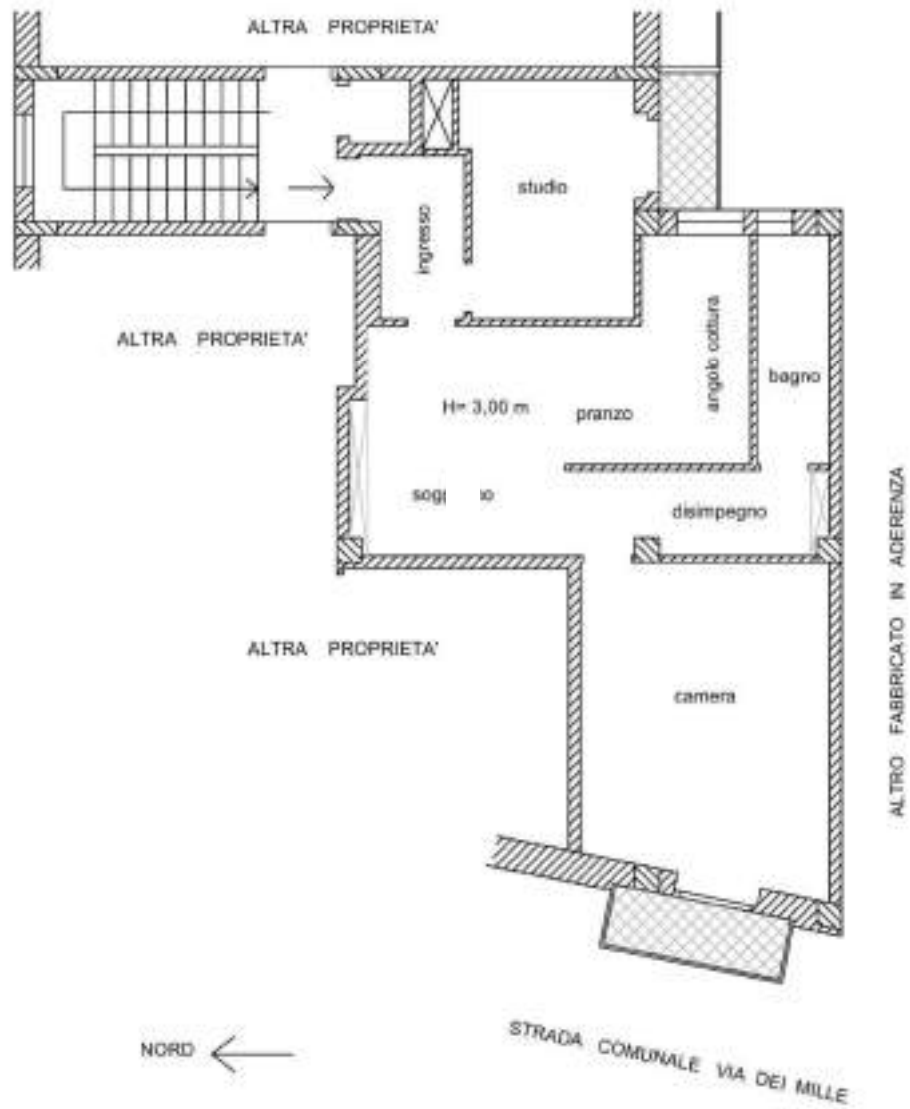 ALTRA PROPRIETA'
studio
ingresso
ALTRA PROPRIETA'
angolo cottura
bagno
H= 3,00 m
pranzo
disimpegno
ALTRA PROPRIETA'
camera
ALTRO FABBRICATO IN ADERENZA
NORD
STRADA COMUNALE VIA DEI MILLE